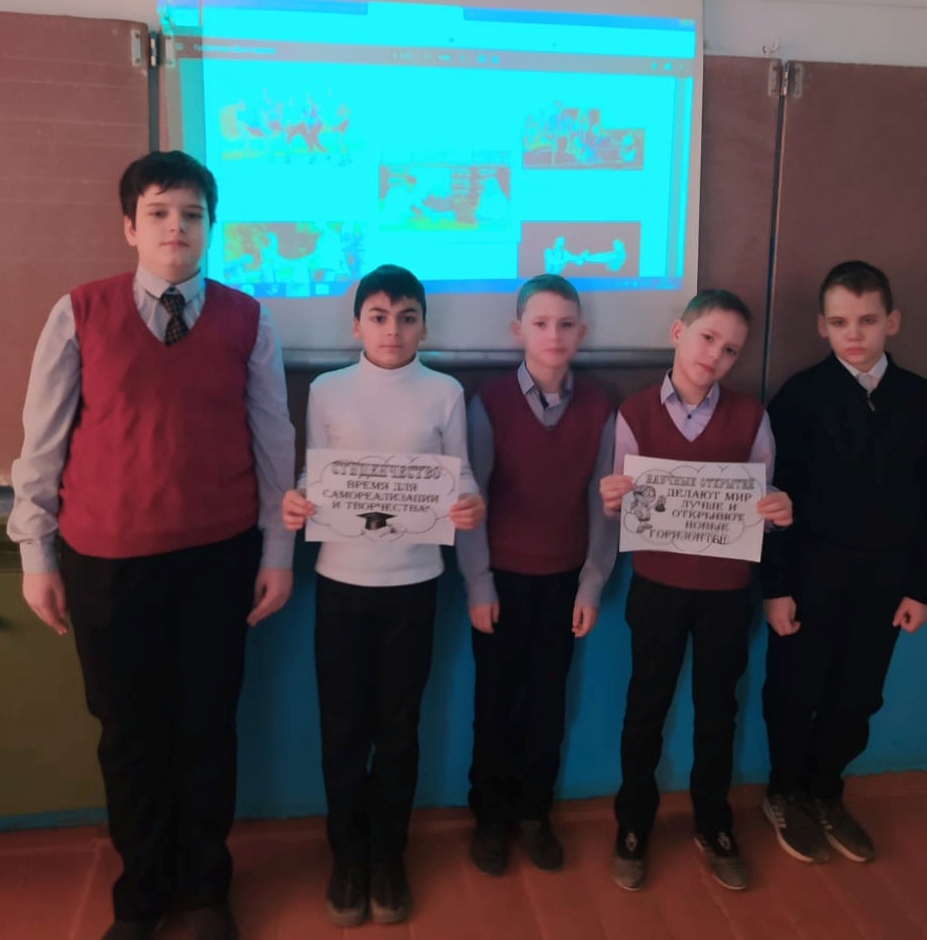 СТУДЕНЧЕСТВО
ВРЕМЯ ДЛЯ
САМОРЕАЛИЗАЦИИ
И ТВОРЧЕСТВА
НАУЧНЫЕ ОТКРЫТИЯ
ДЕЛАЮТ МИР
ЛУЧШЕ И
ОТКРЫВАЮТ
НОВЫЕ
ГОРИЗОНТЫ!